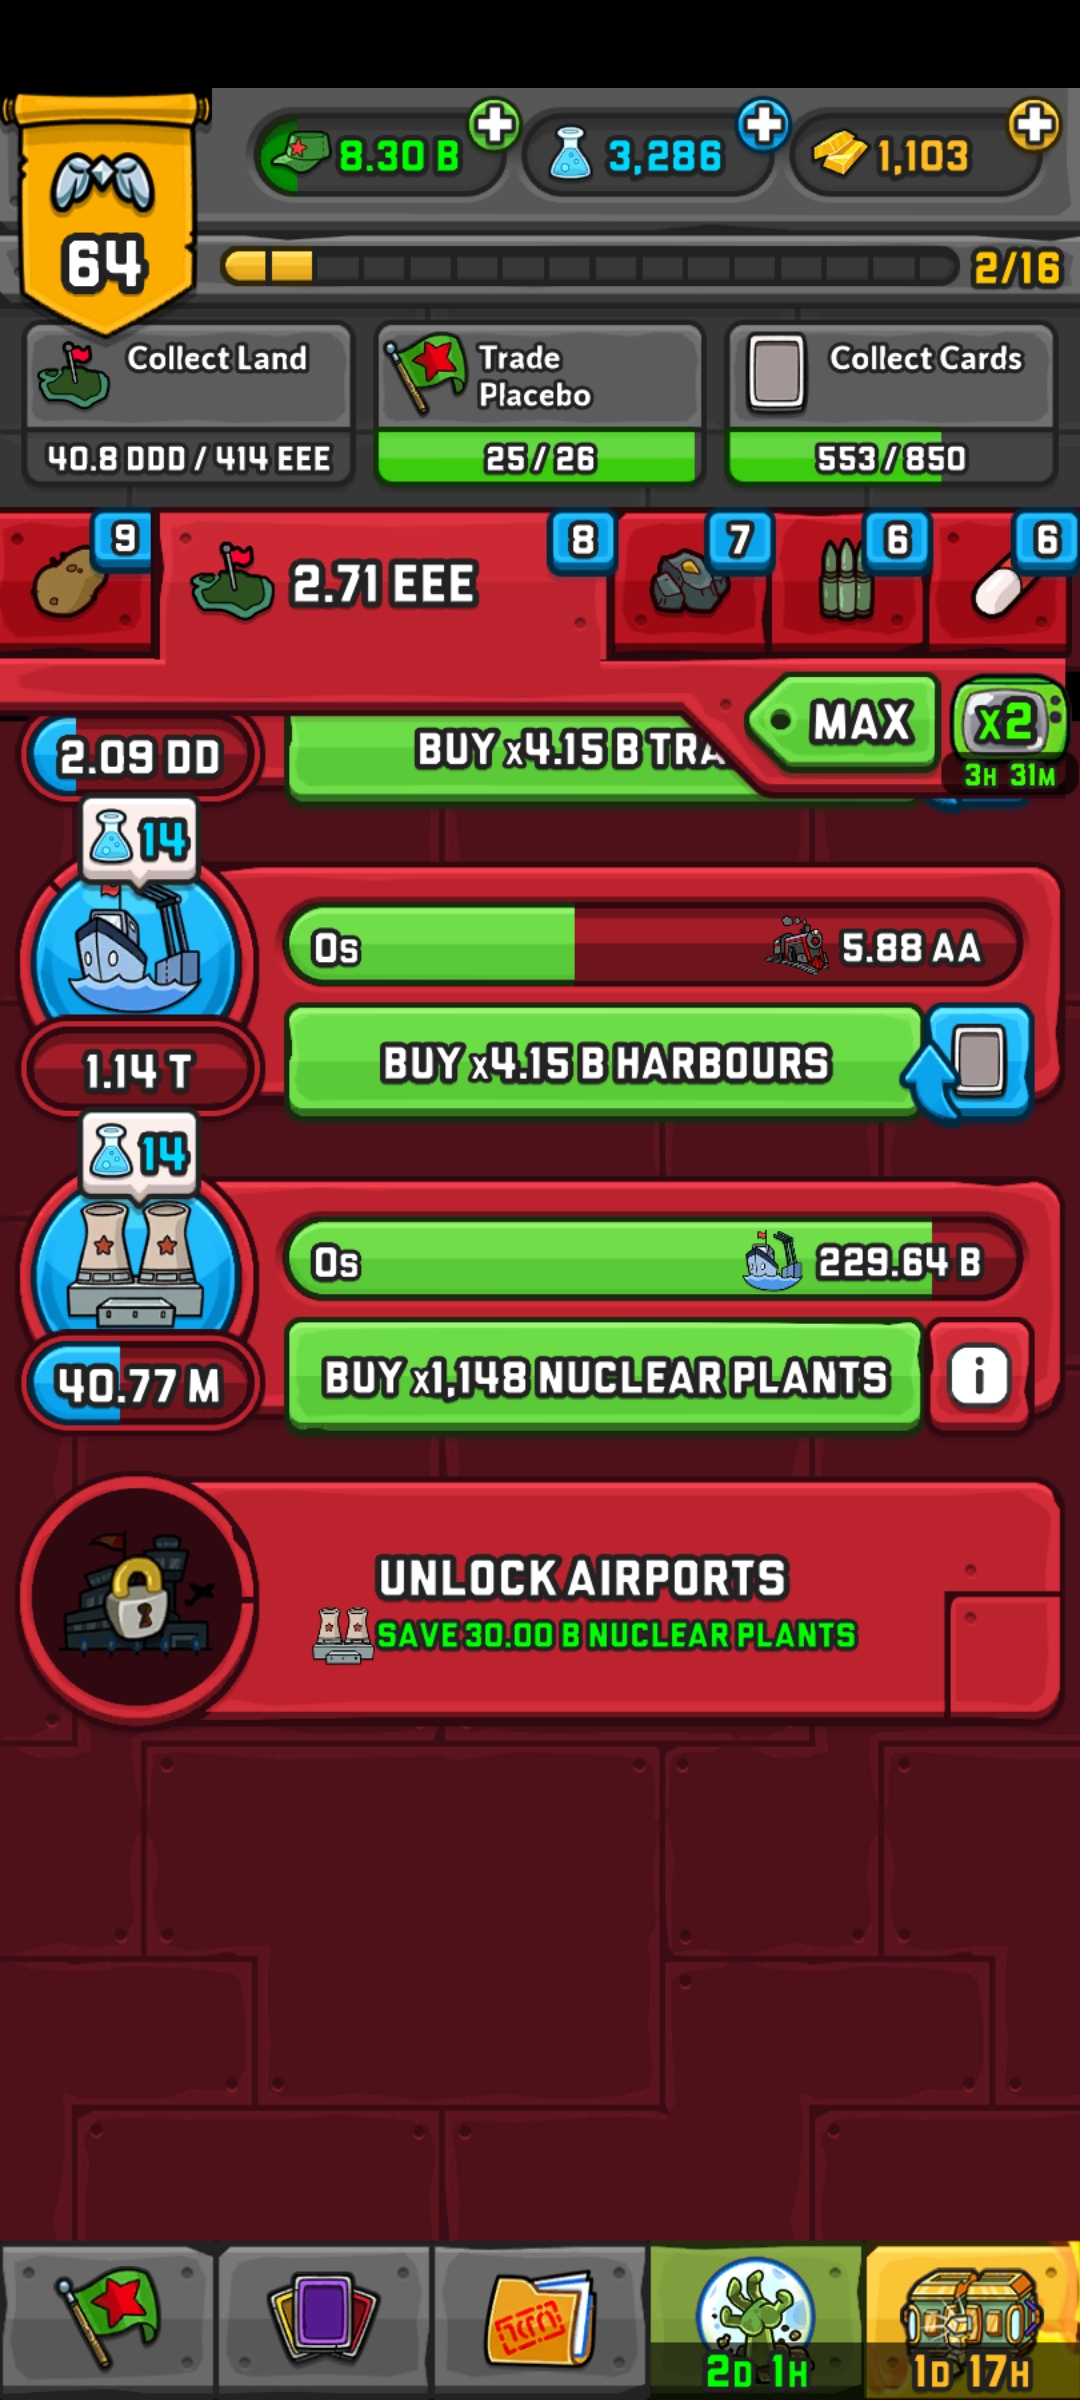 8.30 B
3,286
1,103
64
2/16
Collect Land
40.8 DDD / 414 EEE
Trade
Placebo
25 / 26
Collect Cards
553 / 850
9
2.71 EEE
8
7
6
6
MAX
x2
3H 31M
2.09 DD
BUY x4.15 B
14
0s
5.88 AA
1.14 T
BUY x4.15 B HARBOURS
14
0s
229.64 B
40.77 M
BUY x1,148 NUCLEAR PLANTS
i
UNLOCK AIRPORTS
SAVE 30.00 B NUCLEAR PLANTS
2D 1H
1D 17H